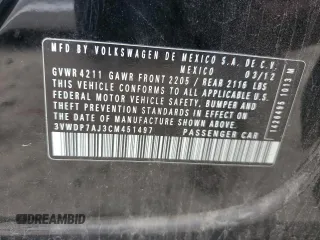 MFD. BY VOLKSWAGEN DE MEXICO S.A. DE C.V.
MEXICO 03/12
GVWR 4211 GAWR FRONT 2205 / REAR 2116 LBS
THIS VEHICLE CONFORMS TO ALL APPLICABLE
FEDERAL MOTOR VEHICLE SAFETY, BUMPER AND
THEFT PREVENTION STANDARDS IN EFFECT ON
THE DATE OF MANUFACTURE SHOWN ABOVE.
3VWDP7AJ3CM451497 PASSENGER CAR
1013 M
DREAMBID